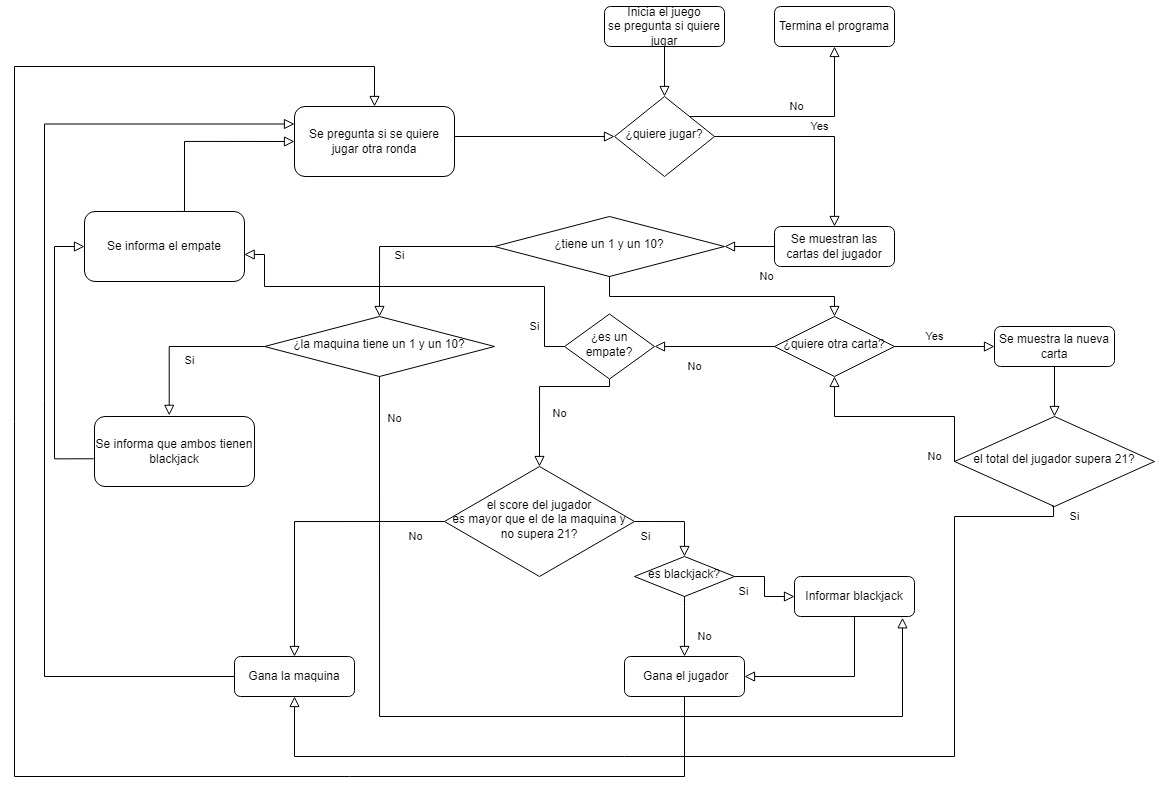 Inicia el juego
se pregunta si quiere
jugar
Termina el programa
No
Yes
¿quiere jugar?
Se pregunta si se quiere
jugar otra ronda
Se informa el empate
¿tiene un 1 y un 10?
Se muestran las
cartas del jugador
Si
No
¿la maquina tiene un 1 y un 10?
Si
¿es un
empate?
¿quiere otra carta?
Yes
Se muestra la nueva
carta
Si
No
No
No
Se informa que ambos tienen
blackjack
No
el total del jugador supera 21?
Si
el score del jugador
es mayor que el de la maquina y
no supera 21?
No
Si
es blackjack?
Si
Informar blackjack
No
Gana la maquina
Gana el jugador